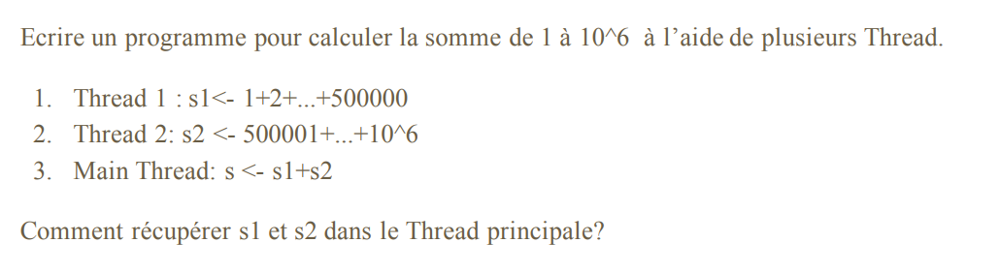 Ecrire un programme pour calculer la somme de 1 à 10^6 à l’aide de plusieurs Thread.
1. Thread 1 : s1<- 1+2+...+500000
2. Thread 2: s2 <- 500001+...+10^6
3. Main Thread: s <- s1+s2
Comment récupérer s1 et s2 dans le Thread principale?